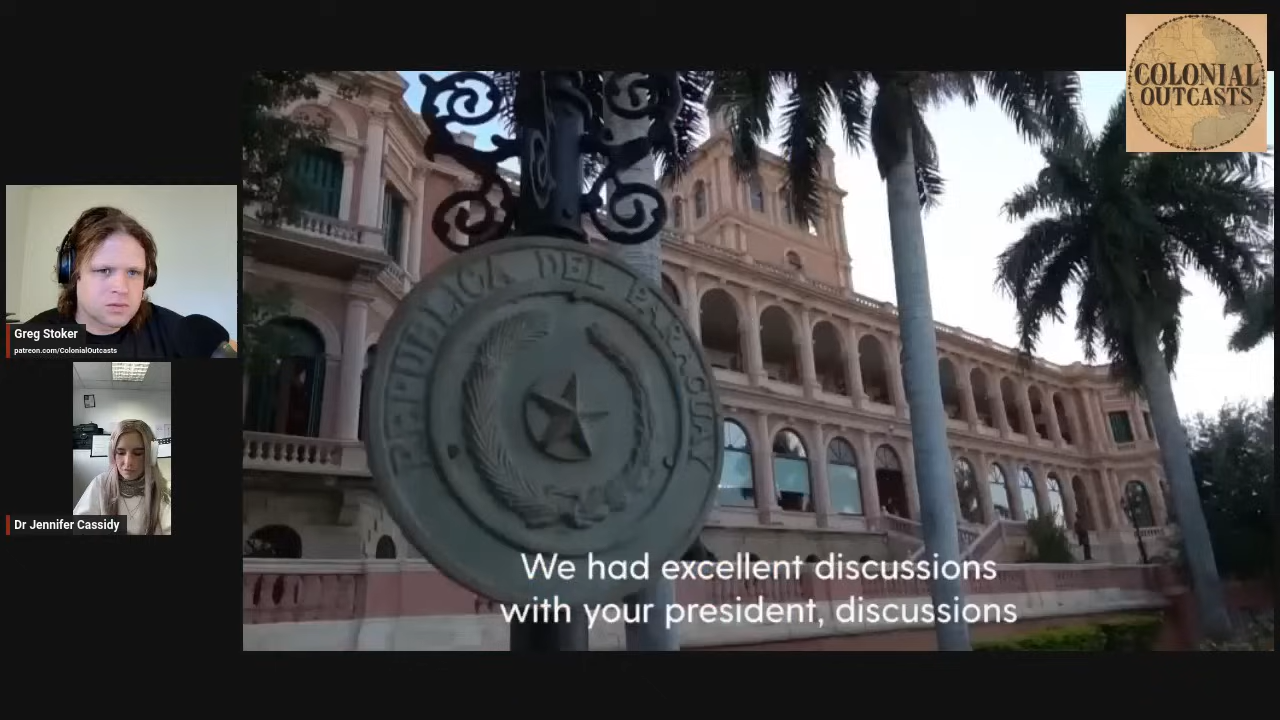 COLONIAL
OUTCASTS
Greg Stoker
patreon.com/ColonialOutcasts
Dr Jennifer Cassidy
REPUBLICA DEL PARAGUAY
We had excellent discussions
with your president, discussions